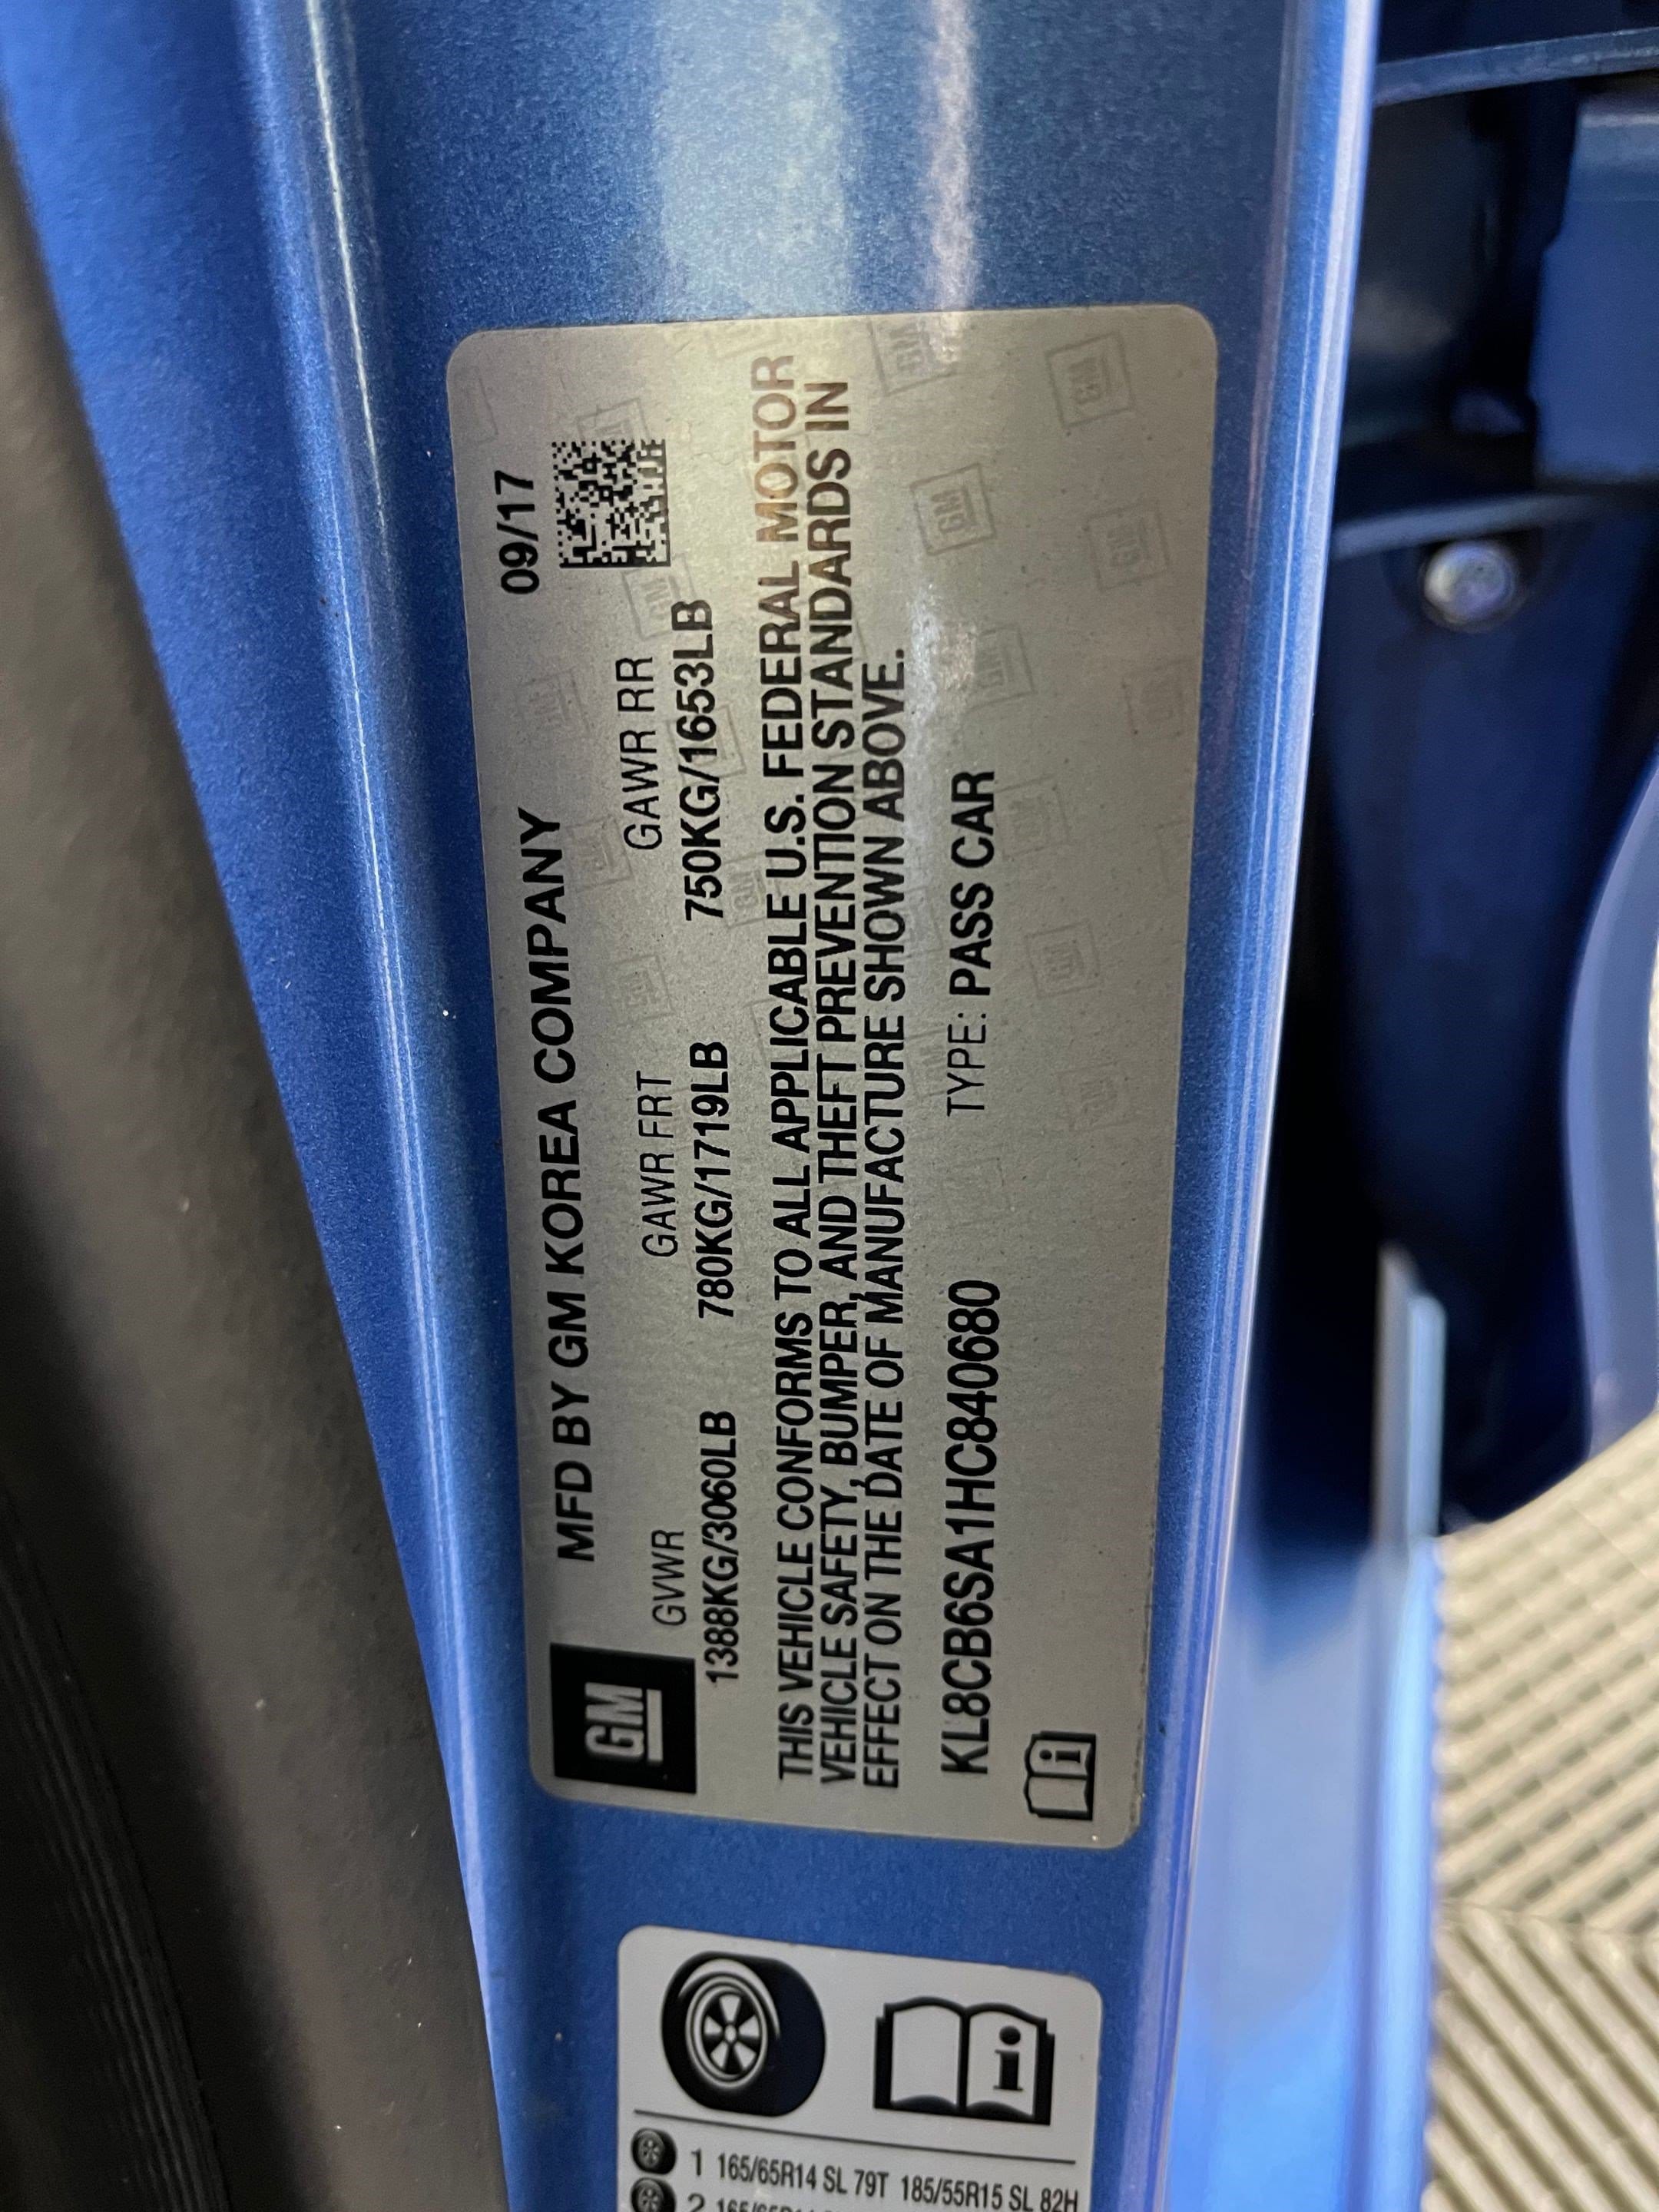 GM
MFD BY GM KOREA COMPANY 09/17
GVWR GAWR FRT GAWR RR
1388KG/3060LB 780KG/1719LB 750KG/1653LB
THIS VEHICLE CONFORMS TO ALL APPLICABLE U.S. FEDERAL MOTOR
VEHICLE SAFETY, BUMPER, AND THEFT PREVENTION STANDARDS IN
EFFECT ON THE DATE OF MANUFACTURE SHOWN ABOVE.
KL8CB6SA1HC840680 TYPE: PASS CAR
i
i
1 165/65R14 SL 79T 185/55R15 SL 82H
2